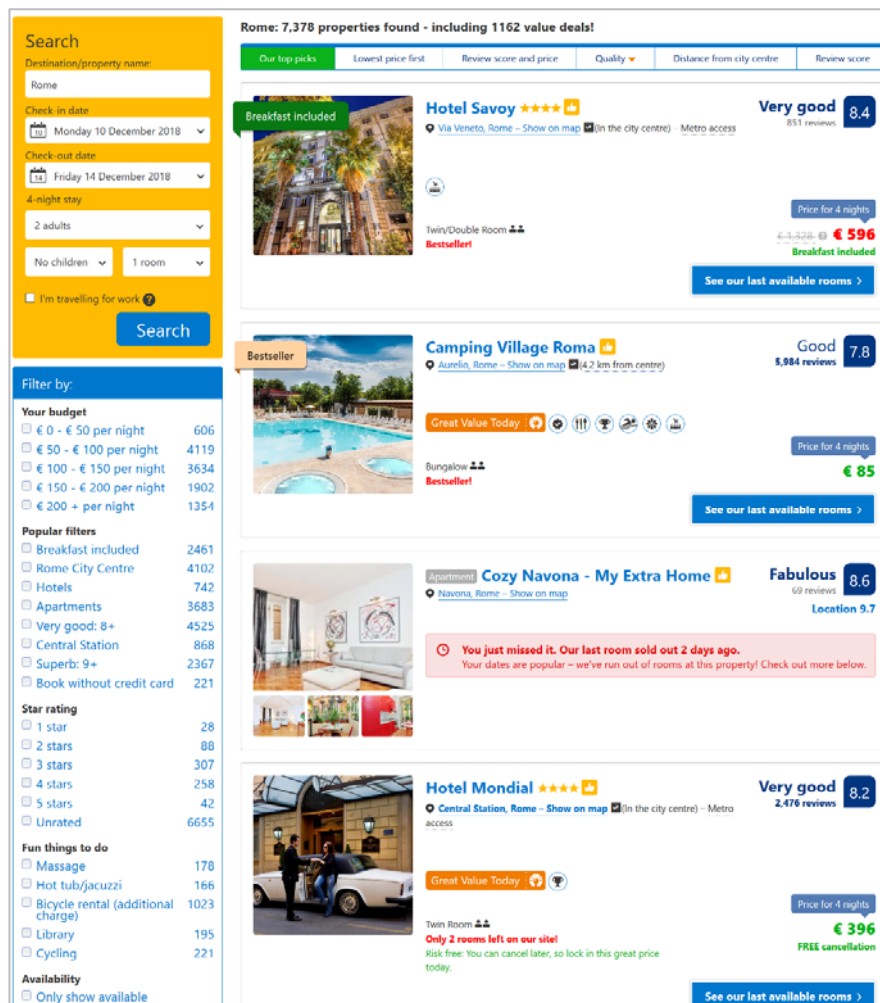 Search
Destination/property name:
Rome
Check-in date
10
Monday 10 December 2018
Check-out date
14
Friday 14 December 2018
4-night stay
2 adults
No children
1 room
I'm travelling for work ?
Search
Filter by:
Your budget
€ 0 - € 50 per night 606
€ 50 - € 100 per night 4119
€ 100 - € 150 per night 3634
€ 150 - € 200 per night 1902
€ 200 + per night 1354
Popular filters
Breakfast included 2461
Rome City Centre 4102
Hotels 742
Apartments 3683
Very good: 8+ 4525
Central Station 868
Superb: 9+ 2367
Book without credit card 221
Star rating
1 star 28
2 stars 88
3 stars 307
4 stars 258
5 stars 42
Unrated 6655
Fun things to do
Massage 178
Hot tub/jacuzzi 166
Bicycle rental (additional 1023
charge)
Library 195
Cycling 221
Availability
Only show available
Rome: 7,378 properties found - including 1162 value deals!
Our top picks Lowest price first Review score and price Quality Distance from city centre Review score
Breakfast included
Hotel Savoy
Very good 8.4
851 reviews
Via Veneto, Rome – Show on map (In the city centre) – Metro access
Price for 4 nights
Twin/Double Room
€ 1,328 € 596
Bestseller!
Breakfast included
See our last available rooms
Bestseller
Camping Village Roma
Good 7.8
5,984 reviews
Aurelio, Rome – Show on map (4.2 km from centre)
Great Value Today
Price for 4 nights
Bungalow
€ 85
Bestseller!
See our last available rooms
Apartment Cozy Navona - My Extra Home
Fabulous 8.6
69 reviews
Navona, Rome – Show on map
Location 9.7
You just missed it. Our last room sold out 2 days ago.
Your dates are popular – we've run out of rooms at this property! Check out more below.
Hotel Mondial
Very good 8.2
2,476 reviews
Central Station, Rome – Show on map (In the city centre) – Metro
access
Great Value Today
Price for 4 nights
Twin Room
€ 396
Only 2 rooms left on our site!
FREE cancellation
Risk free: You can cancel later, so lock in this great price
today.
See our last available rooms